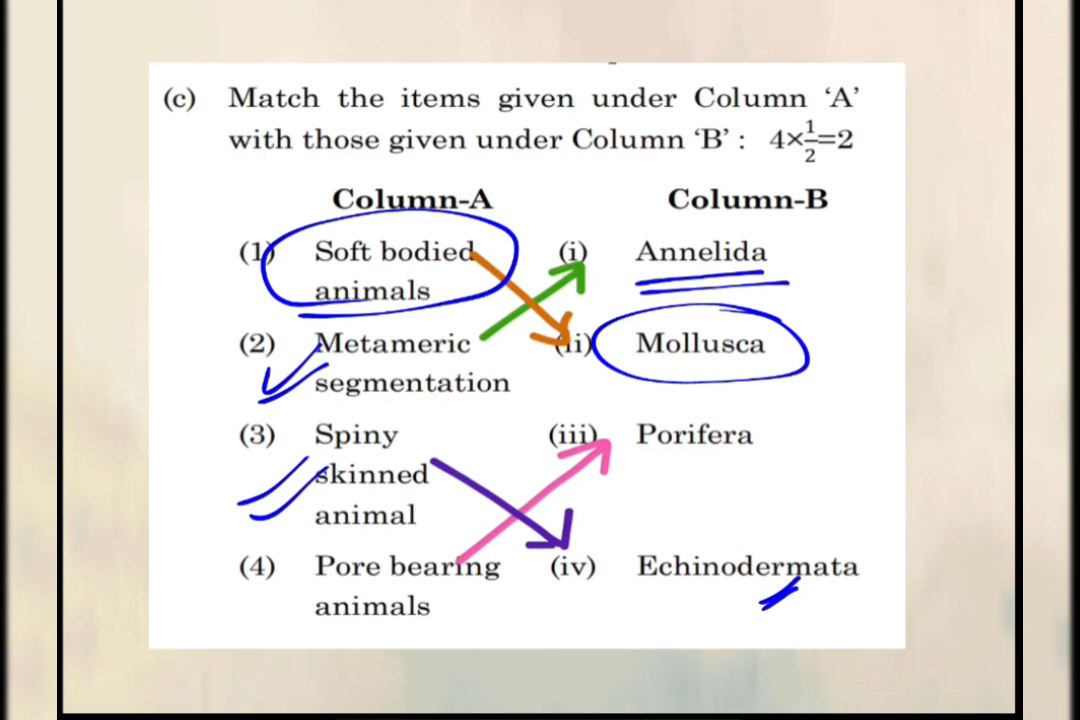 (c) Match the items given under Column ‘A’
with those given under Column ‘B’ : 4×1/2=2
Column-A Column-B
(1) Soft bodied (i) Annelida
animals
(2) Metameric (ii) Mollusca
segmentation
(3) Spiny (iii) Porifera
skinned
animal
(4) Pore bearing (iv) Echinodermata
animals